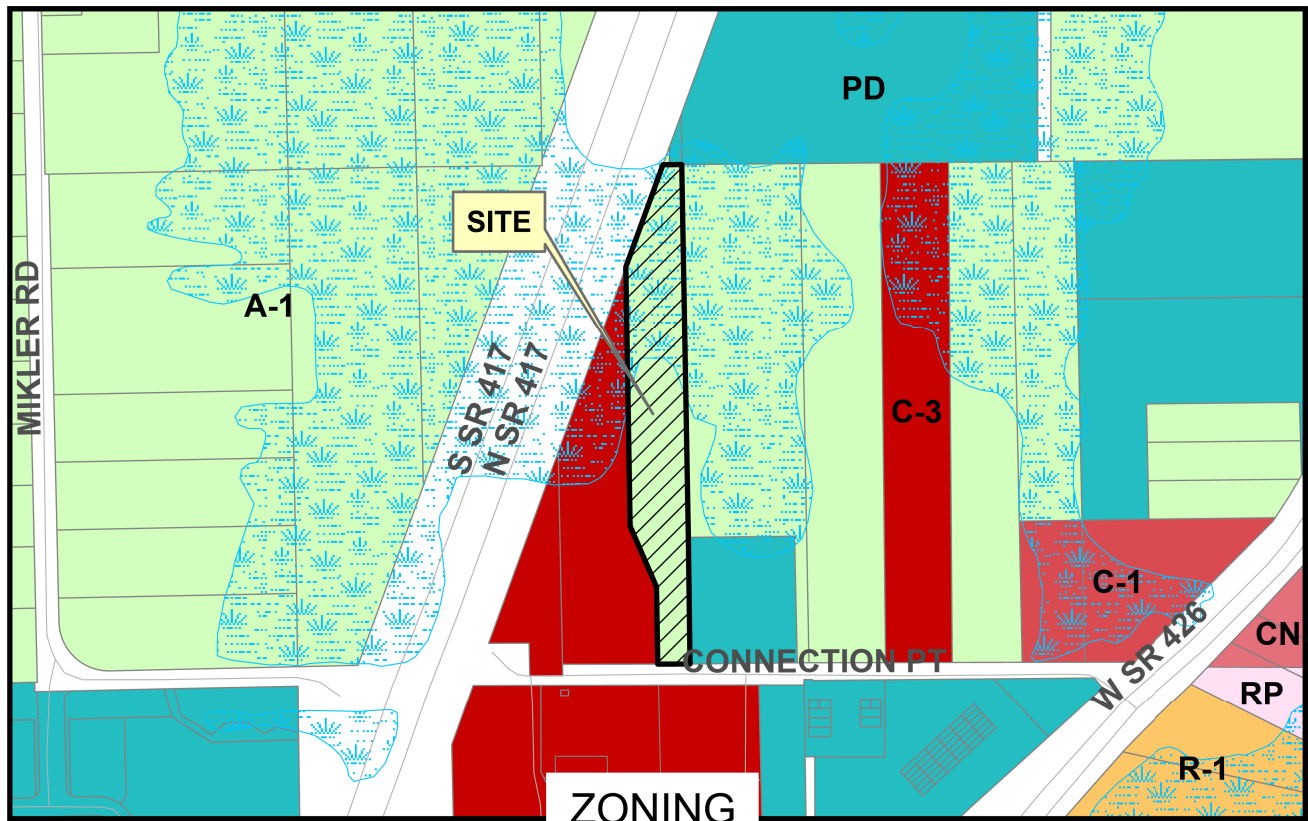 PD
SITE
MIKLER RD
A-1
S SR 417
N SR 417
C-3
C-1
CN
CONNECTION PT
W SR 426
RP
R-1
ZONING